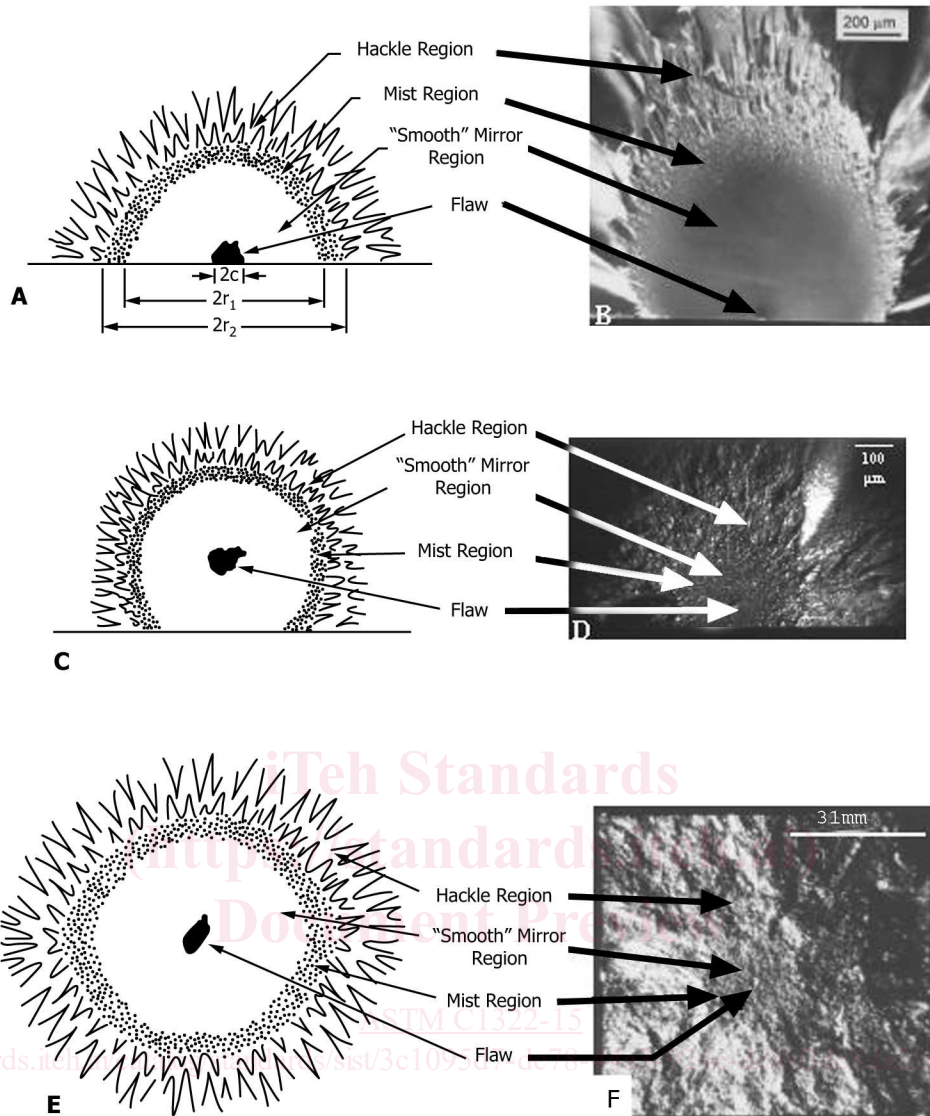 Hackle Region
200 µm
Mist Region
"Smooth" Mirror
Region
Flaw
2c
A
2r1
2r2
B
Hackle Region
"Smooth" Mirror
Region
100
µm
Mist Region
Flaw
D
C
iTeh Standards
31mm
Hackle Region
Document Preview
"Smooth" Mirror
Region
Mist Region
ASTM C1322-15
Flaw
E
F